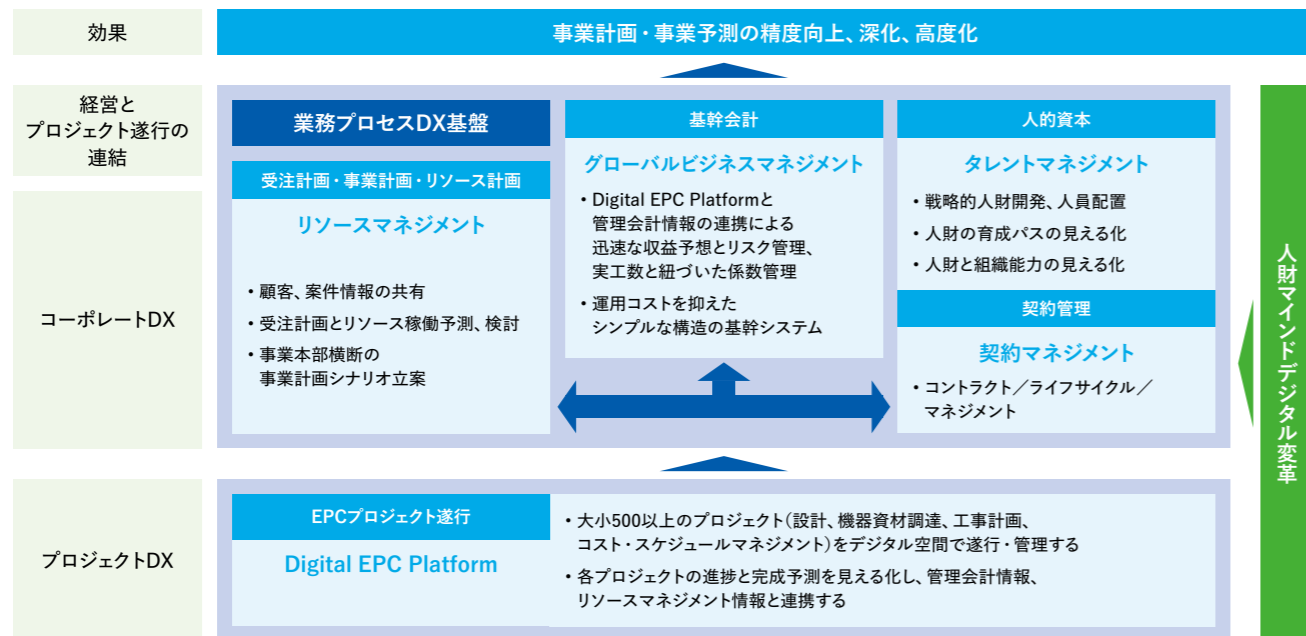 効果
事業計画・事業予測の精度向上、深化、高度化
経営と
プロジェクト遂行の
連結
コーポレートDX
業務プロセスDX基盤
受注計画・事業計画・リソース計画
リソースマネジメント
・顧客、案件情報の共有
・受注計画とリソース稼働予測、検討
・事業本部横断の
事業計画シナリオ立案
基幹会計
グローバルビジネスマネジメント
・Digital EPC Platformと
管理会計情報の連携による
迅速な収益予想とリスク管理、
実工数と紐づいた係数管理
・運用コストを抑えた
シンプルな構造の基幹システム
人的資本
タレントマネジメント
・戦略的人財開発、人員配置
・人財の育成パスの見える化
・人財と組織能力の見える化
契約管理
契約マネジメント
・コントラクト／ライフサイクル／
マネジメント
人財マインドデジタル変革
プロジェクトDX
EPCプロジェクト遂行
Digital EPC Platform
・大小500以上のプロジェクト（設計、機器資材調達、工事計画、
コスト・スケジュールマネジメント）をデジタル空間で遂行・管理する
・各プロジェクトの進捗と完成予測を見える化し、管理会計情報、
リソースマネジメント情報と連携する